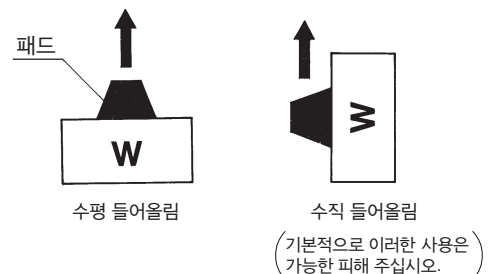 패드
W
W
수평 들어올림
수직 들어올림
(기본적으로 이러한 사용은
가능한 피해 주십시오.)